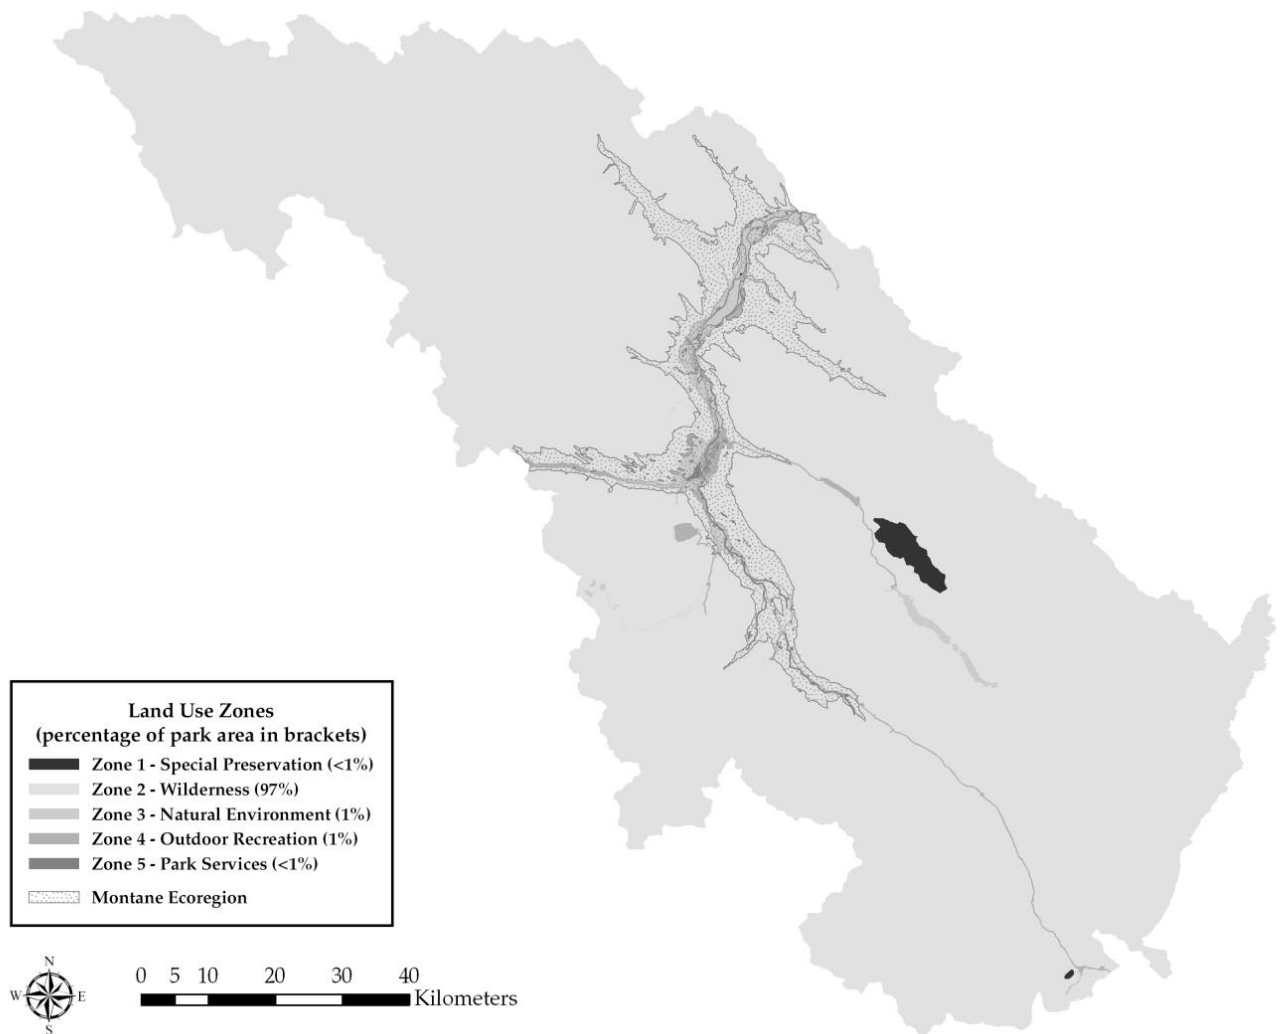 Land Use Zones
(percentage of park area in brackets)
Zone 1 - Special Preservation (<1%)
Zone 2 - Wilderness (97%)
Zone 3 - Natural Environment (1%)
Zone 4 - Outdoor Recreation (1%)
Zone 5 - Park Services (<1%)
Montane Ecoregion
N
W E
S
0 5 10 20 30 40
Kilometers